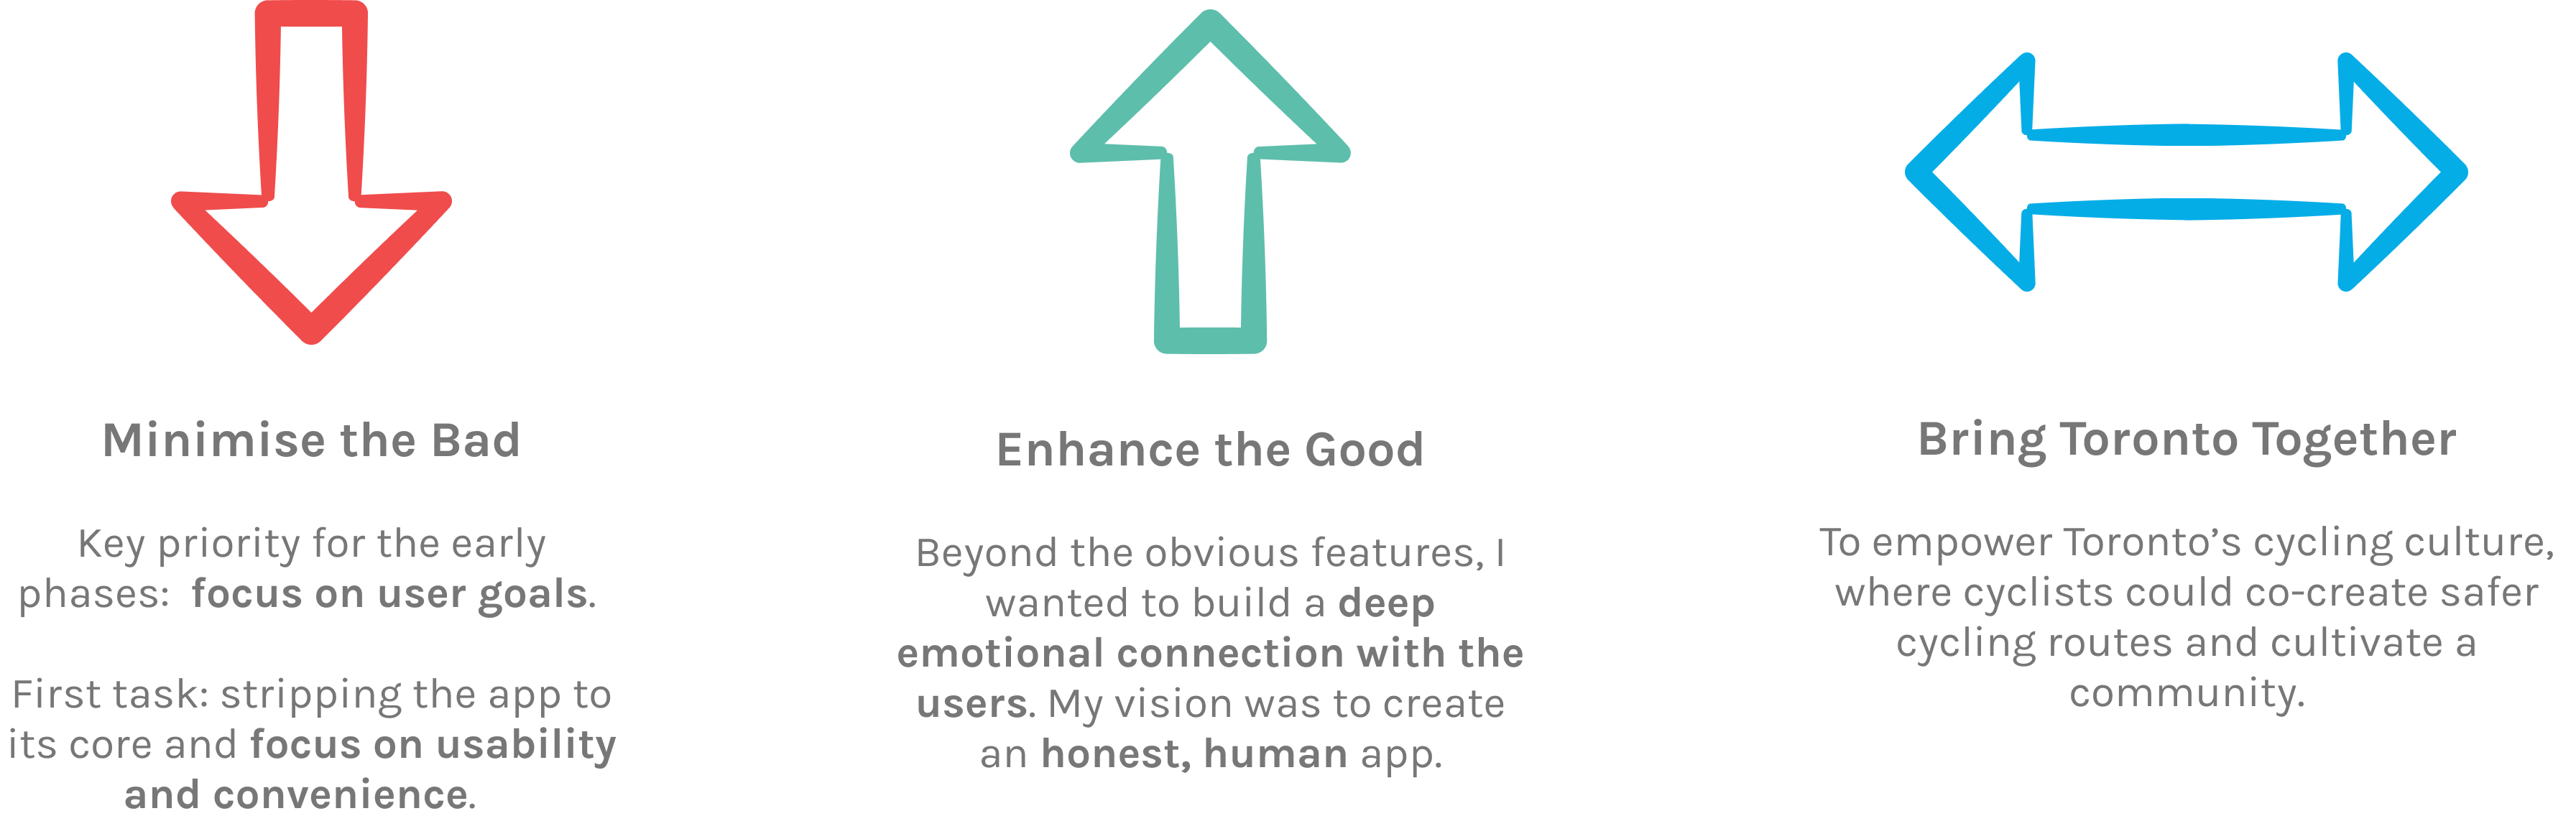 Minimise the Bad
Key priority for the early
phases:  focus on user goals.
First task: stripping the app to
its core and focus on usability
and convenience.
Enhance the Good
Beyond the obvious features, I
wanted to build a deep
emotional connection with the
users. My vision was to create
an honest, human app.
Bring Toronto Together
To empower Toronto’s cycling culture,
where cyclists could co-create safer
cycling routes and cultivate a
community.